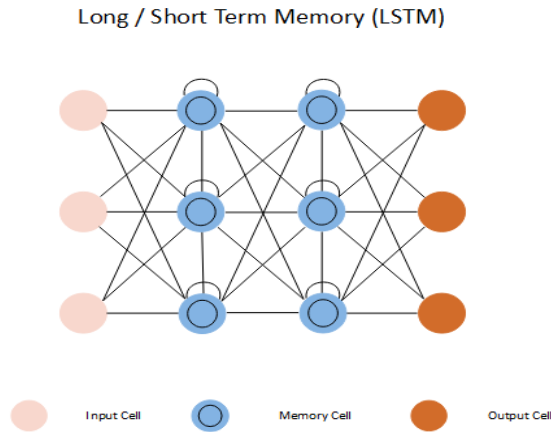 Long / Short Term Memory (LSTM)
Input Cell
Memory Cell
Output Cell